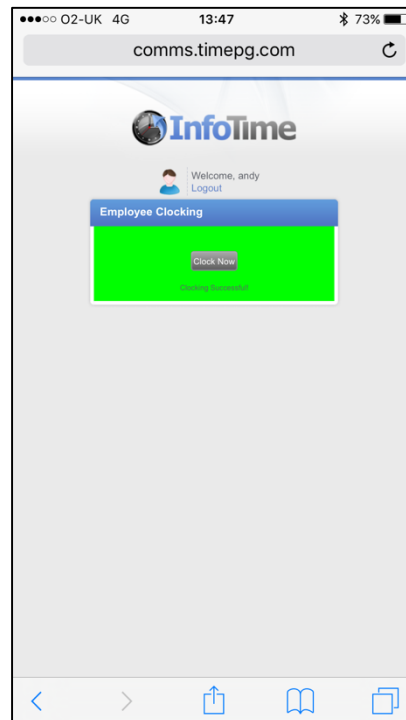 O2-UK 4G 13:47 73%
comms.timepg.com
InfoTime
Welcome, andy
Logout
Employee Clocking
Clock Now
Clocking Successful!